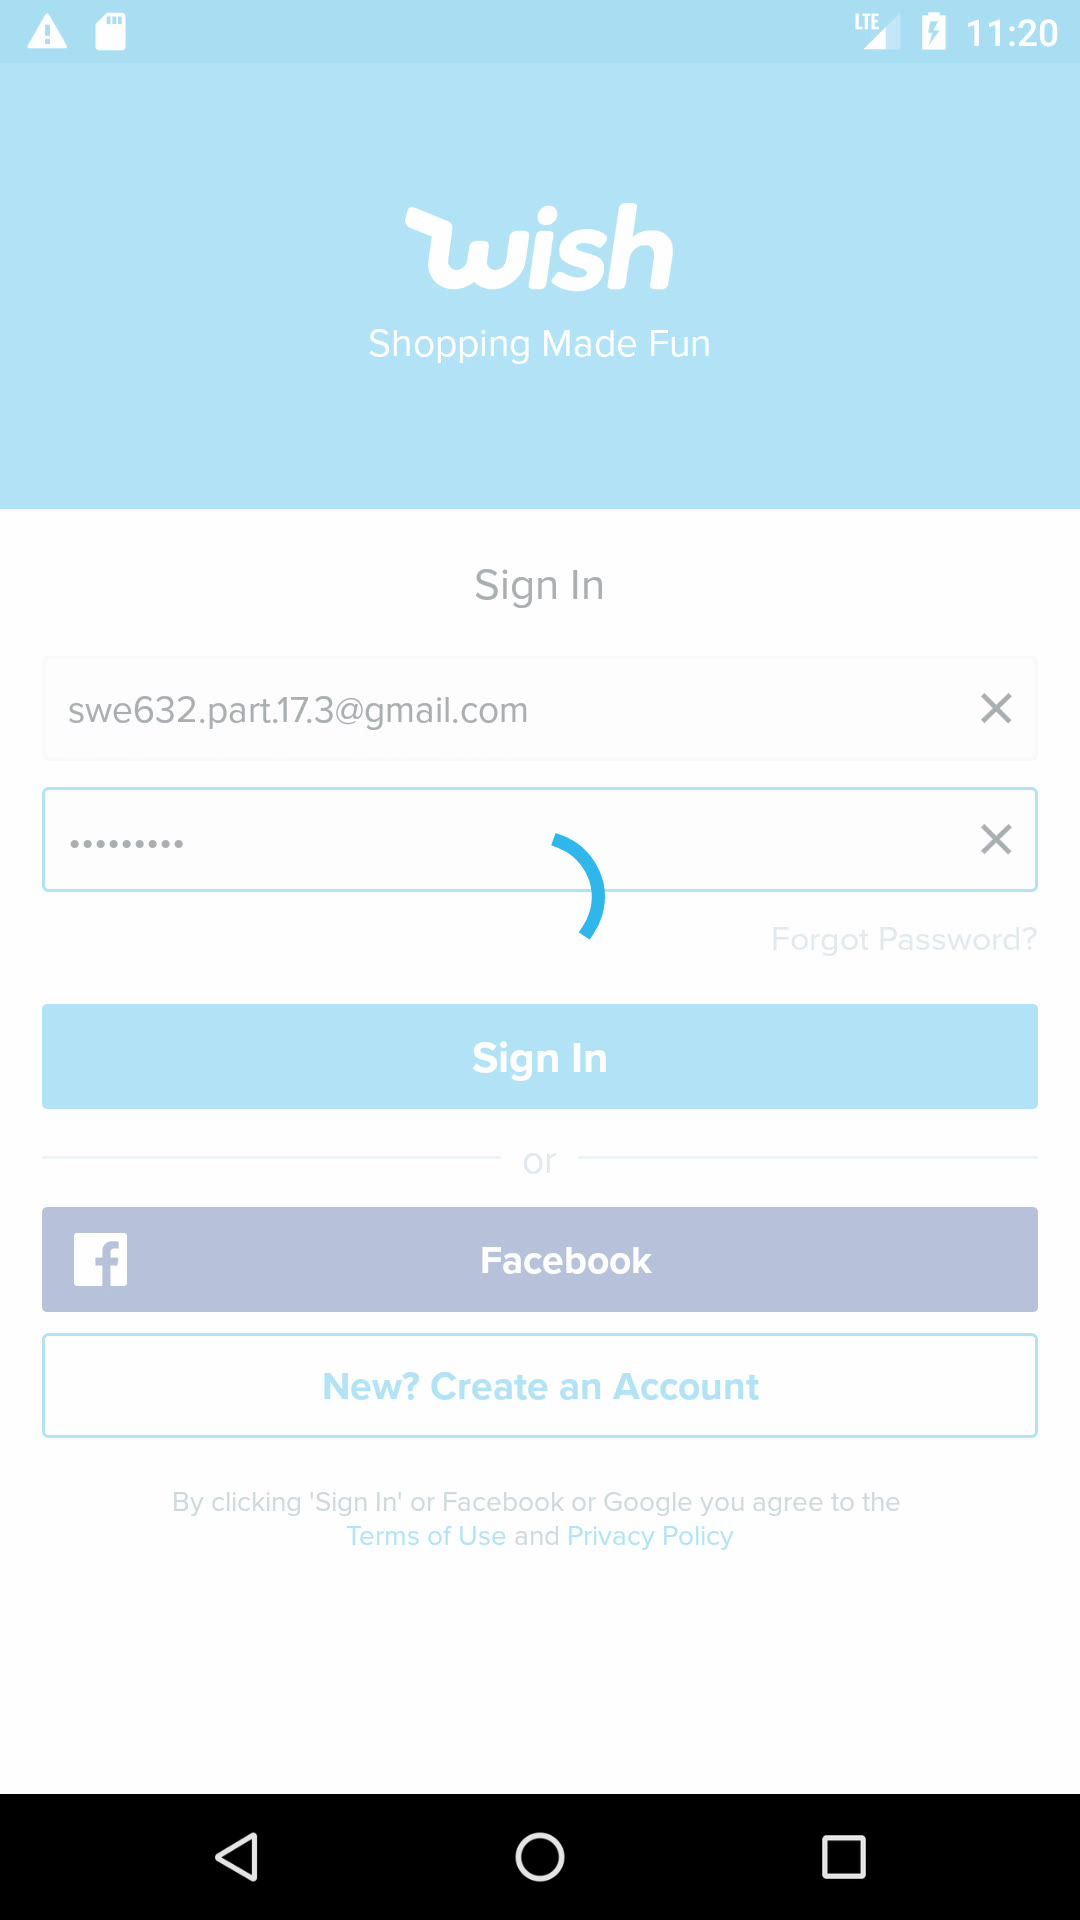 LTE 11:20
wish
Shopping Made Fun
Sign In
swe632.part.17.3@gmail.com
•••••••••
Forgot Password?
Sign In
or
Facebook
New? Create an Account
By clicking 'Sign In' or Facebook or Google you agree to the
Terms of Use and Privacy Policy